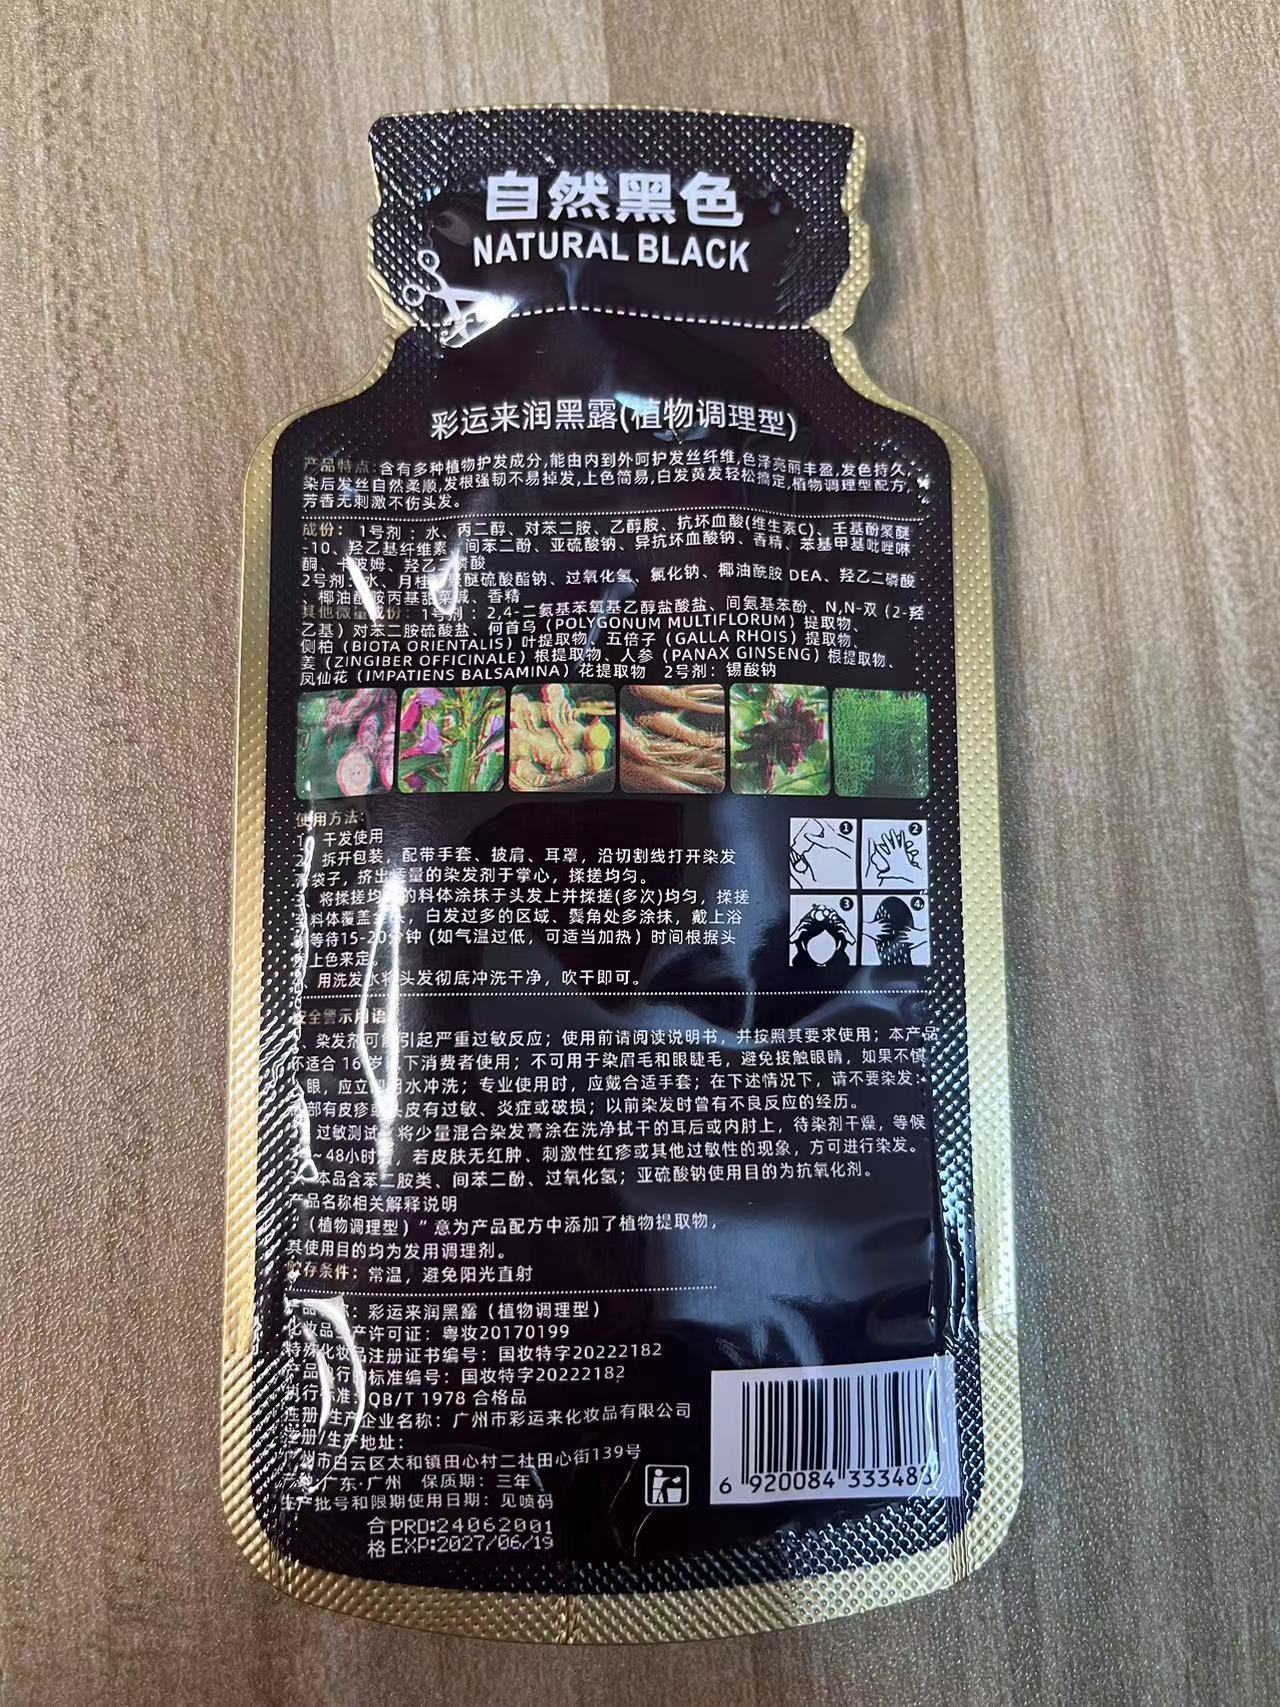 自然黑色
NATURAL BLACK
彩运来润黑露(植物调理型)
产品特点:含有多种植物护发成分,能由内到外呵护发丝纤维,色泽亮丽丰盈,发色持久,
染后发丝自然柔顺,发根强韧不易掉发,上色简易,白发黄发轻松搞定,植物调理型配方,
芳香无刺激不伤头发。
成份: 1号剂:水、丙二醇、对苯二胺、乙醇胺、抗坏血酸(维生素C)、壬基酚聚醚
-10、羟乙基纤维素、间苯二酚、亚硫酸钠、异抗坏血酸钠、香精、苯基甲基吡唑啉
酮、卡波姆、羟乙二膦酸
2号剂:水、月桂 聚醚硫酸酯钠、过氧化氢、氯化钠、椰油酰胺 DEA、羟乙二膦酸
、椰油酰胺丙基甜菜碱、香精
其他微量成份: 1号剂: 2,4-二氨基苯氧基乙醇盐酸盐、间氨基苯酚、N,N-双(2-羟
乙基)对苯二胺硫酸盐、何首乌(POLYGONUM MULTIFLORUM)提取物、
侧柏(BIOTA ORIENTALIS)叶提取物、五倍子(GALLA RHOIS)提取物、
姜(ZINGIBER OFFICINALE)根提取物、人参(PANAX GINSENG)根提取物、
凤仙花(IMPATIENS BALSAMINA)花提取物 2号剂:锡酸钠
使用方法:
1、干发使用
2、拆开包装,配带手套、披肩、耳罩,沿切割线打开染发
袋子,挤出适量的染发剂于掌心,揉搓均匀。
3、将揉搓均 的料体涂抹于头发上并揉搓(多次)均匀,揉搓
料体覆盖全头,白发过多的区域、鬓角处多涂抹,戴上浴
等待15-20分钟(如气温过低,可适当加热)时间根据头
上色来定。
、用洗发水将头发彻底冲洗干净,吹干即可。
1
2
3
4
安全警示用语:
、染发剂可能引起严重过敏反应;使用前请阅读说明书,并按照其要求使用;本产品
不适合 16 岁以下消费者使用;不可用于染眉毛和眼睫毛,避免接触眼睛,如果不慎
眼,应立即用水冲洗;专业使用时,应戴合适手套;在下述情况下,请不要染发:
部有皮疹或头皮有过敏、炎症或破损;以前染发时曾有不良反应的经历。
过敏测试:将少量混合染发膏涂在洗净拭干的耳后或内肘上,待染剂干燥,等候
~48小时 ,若皮肤无红肿、刺激性红疹或其他过敏性的现象,方可进行染发。
、本品含苯二胺类、间苯二酚、过氧化氢;亚硫酸钠使用目的为抗氧化剂。
产品名称相关解释说明
“(植物调理型)”意为产品配方中添加了植物提取物,
其使用目的均为发用调理剂。
贮存条件:常温,避免阳光直射
产品名称:彩运来润黑露(植物调理型)
化妆品生产许可证:粤妆20170199
特殊化妆品注册证书编号:国妆特字20222182
产品执行的标准编号:国妆特字20222182
执行标准:QB/T 1978 合格品
注册/生产企业名称:广州市彩运来化妆品有限公司
注册/生产地址:
广州市白云区太和镇田心村二社田心街139号
产地:广东·广州 保质期:三年
生产批号和限期使用日期:见喷码
6 920084 33348
合 PRD:24062001
格 EXP:2027/06/19